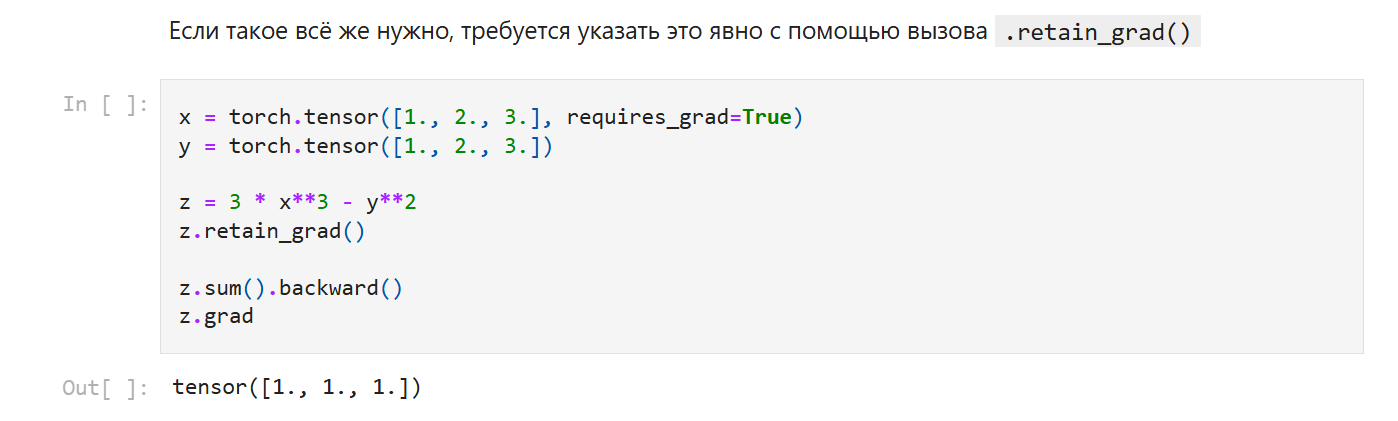 Если такое всё же нужно, требуется указать это явно с помощью вызова .retain_grad()
In [ ]:
x = torch.tensor([1., 2., 3.], requires_grad=True)
y = torch.tensor([1., 2., 3.])
z = 3 * x**3 - y**2
z.retain_grad()
z.sum().backward()
z.grad
Out[ ]: tensor([1., 1., 1.])